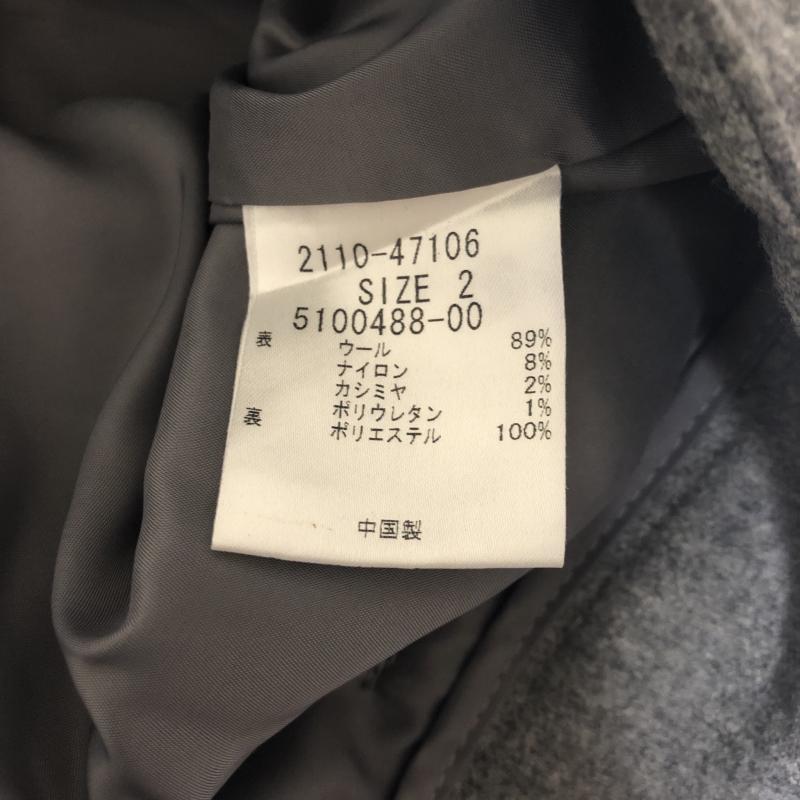 2110-47106
SIZE 2
5100488-00
表 ウール 89%
ナイロン 8%
カシミヤ 2%
裏 ポリウレタン 1%
ポリエステル 100%
中国製